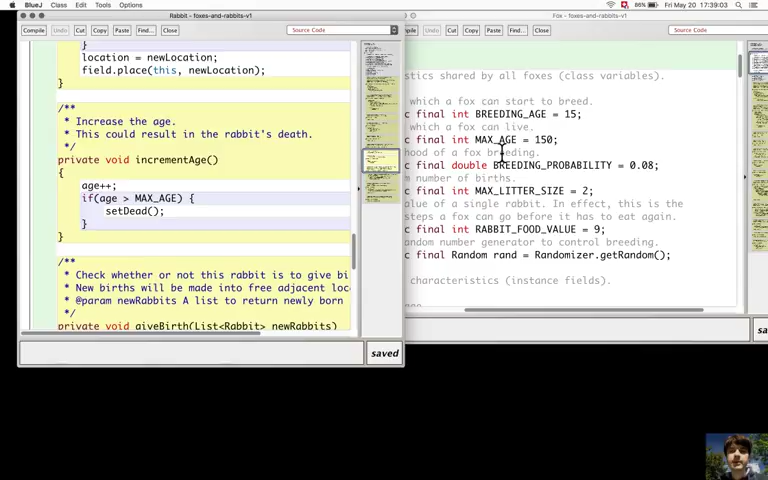 BlueJ Class Edit Tools Options
86% Fri May 20 17:39:03
Rabbit - foxes-and-rabbits-v1
Compile Undo Cut Copy Paste Find... Close Source Code
}
location = newLocation;
field.place(this, newLocation);
}
/**
* Increase the age.
* This could result in the rabbit's death.
*/
private void incrementAge()
{
age++;
if(age > MAX_AGE) {
setDead();
}
}
/**
* Check whether or not this rabbit is to give bi
* New births will be made into free adjacent loc
* @param newRabbits A list to return newly born
*/
private void giveBirth(List<Rabbit> newRabbits)
saved
Fox - foxes-and-rabbits-v1
Undo Cut Copy Paste Find... Close Source Code
stics shared by all foxes (class variables).
which a fox can start to breed.
c final int BREEDING_AGE = 15;
which a fox can live.
c final int MAX_AGE = 150;
hood of a fox breeding.
c final double BREEDING_PROBABILITY = 0.08;
m number of births.
c final int MAX_LITTER_SIZE = 2;
alue of a single rabbit. In effect, this is the
steps a fox can go before it has to eat again.
c final int RABBIT_FOOD_VALUE = 9;
andom number generator to control breeding.
c final Random rand = Randomizer.getRandom();
characteristics (instance fields).
sa